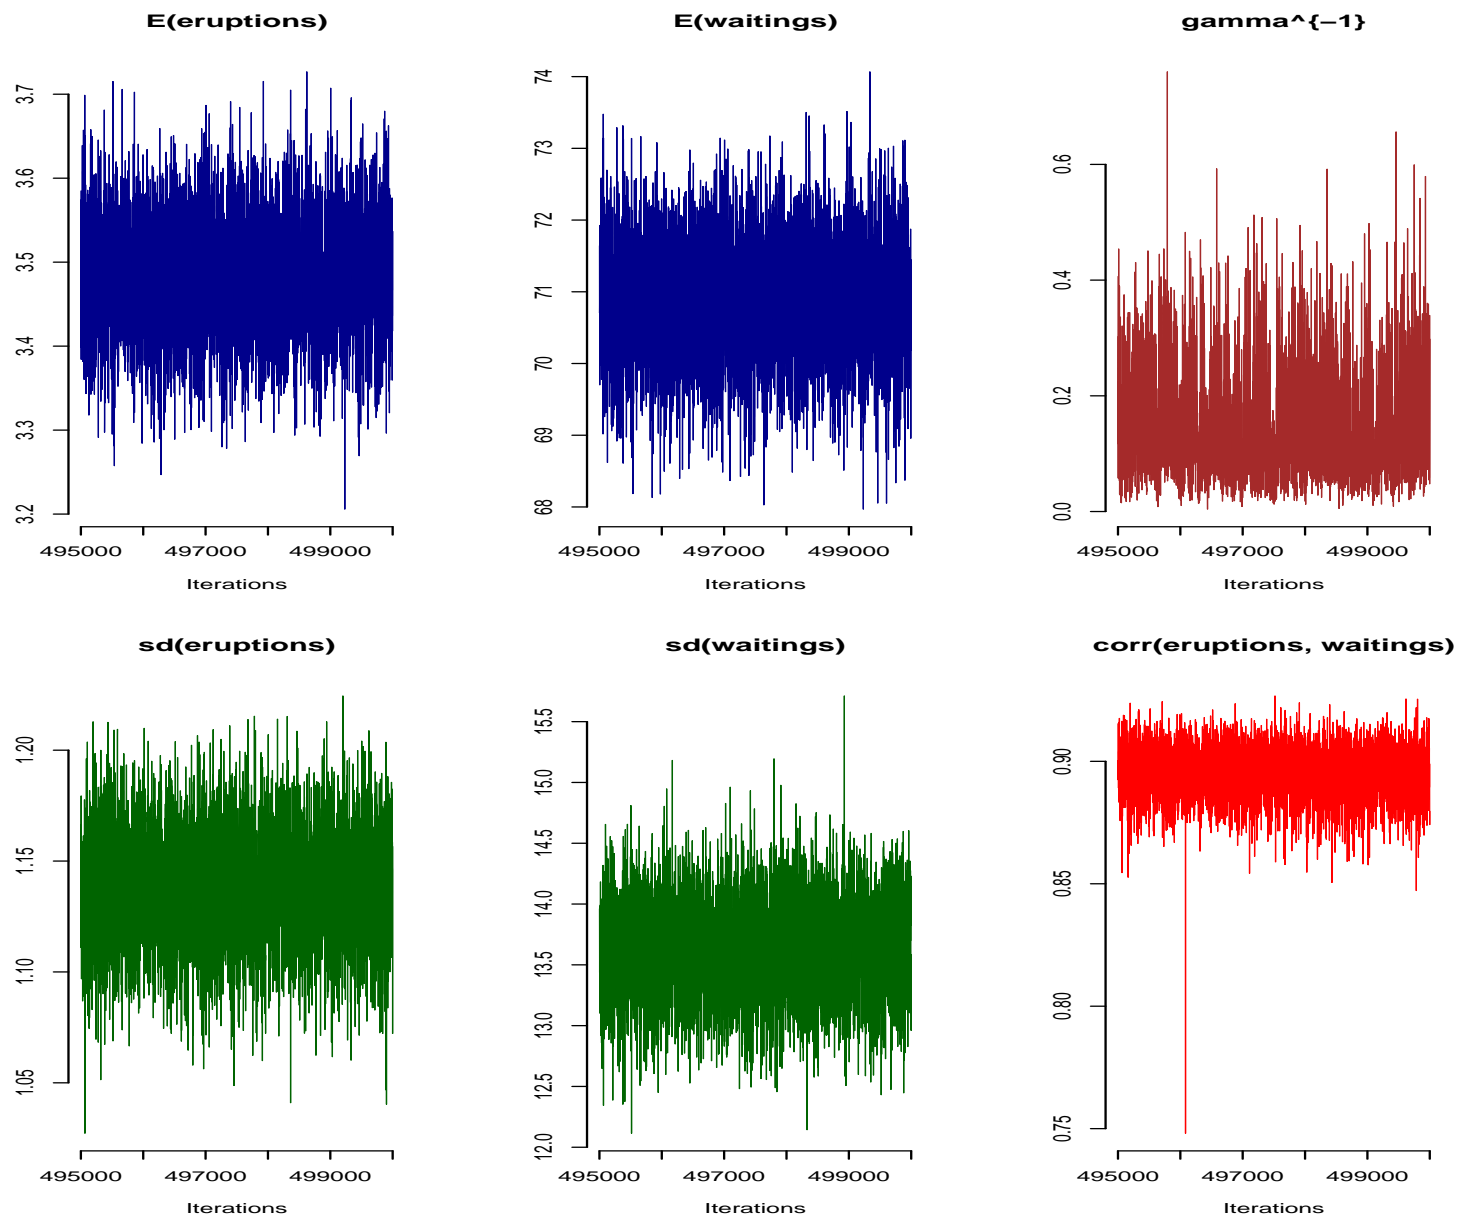 E(eruptions)
E(waitings)
gamma^{−1}
3.7
3.6
3.5
3.4
3.3
3.2
495000 497000 499000
Iterations
74
73
72
71
70
69
68
495000 497000 499000
Iterations
0.6
0.4
0.2
0.0
495000 497000 499000
Iterations
sd(eruptions)
sd(waitings)
corr(eruptions, waitings)
1.20
1.15
1.10
1.05
495000 497000 499000
Iterations
15.5
15.0
14.5
14.0
13.5
13.0
12.5
12.0
495000 497000 499000
Iterations
0.90
0.85
0.80
0.75
495000 497000 499000
Iterations